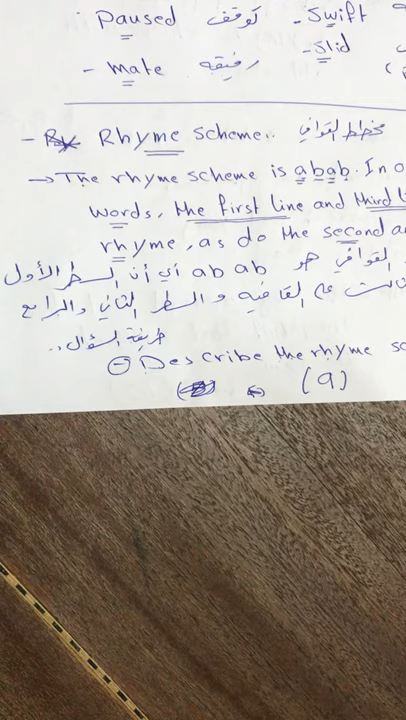 - Paused توقف - Swift
- mate رفيقه - Slid
- Rhyme scheme.. مخطط القوافي
→ The rhyme scheme is abab. In o
words, the first line and third l
rhyme, as do the second a
القوافي هو ab ab أي أن السطر الأول
ثالث على القافيه و السطر الثاني والرابع
طريقة السؤال..
Describe the rhyme sc
(9)